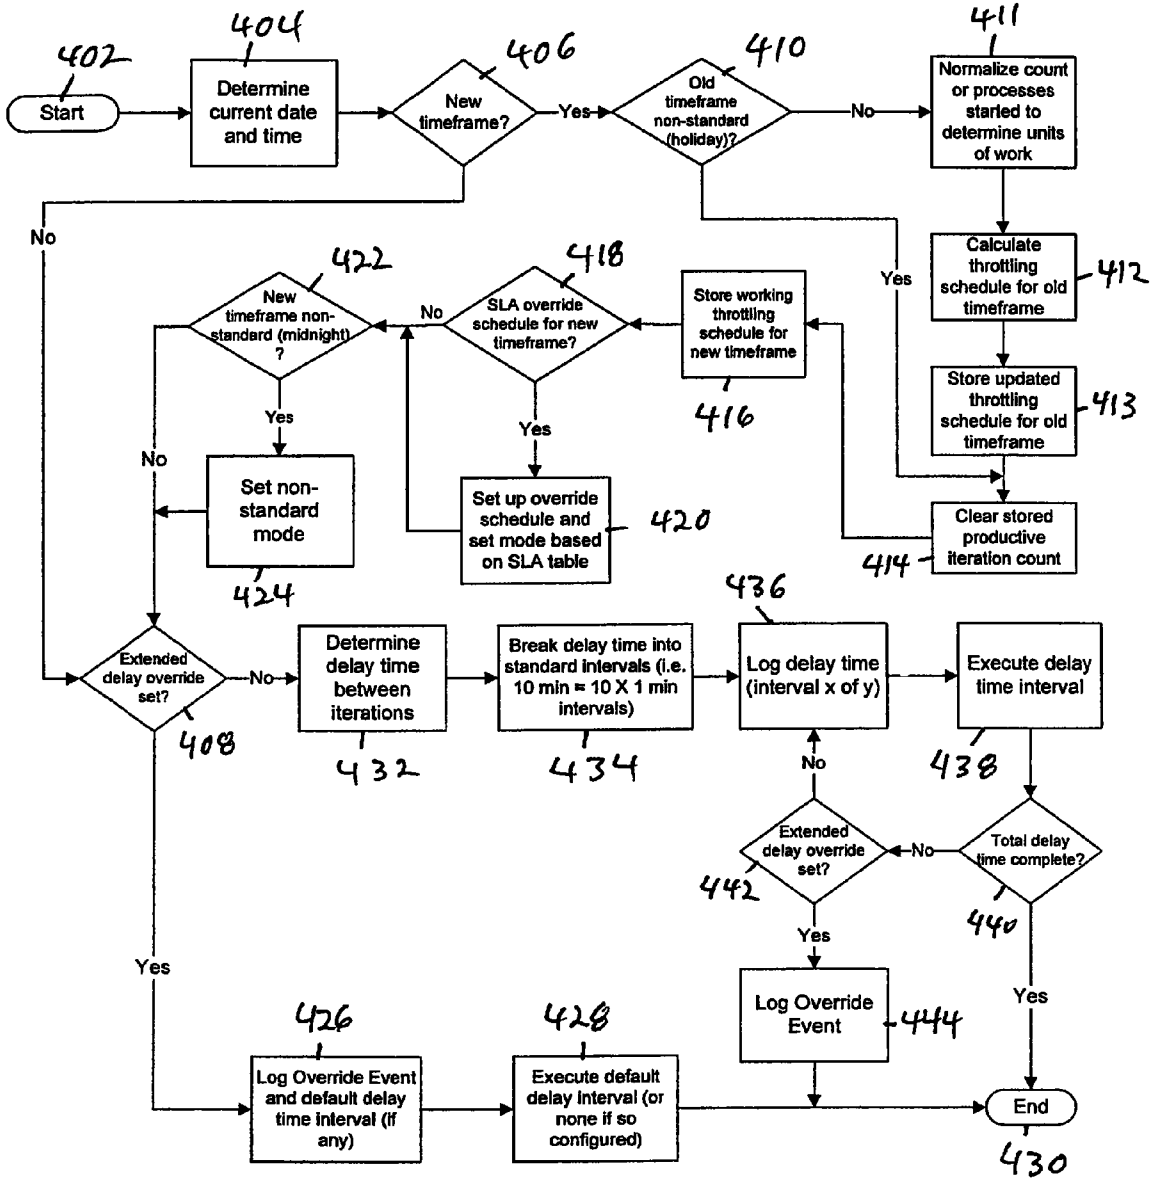 402
Start
404
Determine
current date
and time
406
New
timeframe?
Yes
No
410
Old
timeframe
non-standard
(holiday)?
No
Yes
411
Normalize count
or processes
started to
determine units
of work
Calculate
throttling
schedule for old
timeframe
412
Store updated
throttling
schedule for old
timeframe
413
Clear stored
productive
iteration count
414
Store working
throttling
schedule for
new timeframe
416
418
SLA override
schedule for new
timeframe?
No
Yes
Set up override
schedule and
set mode based
on SLA table
420
422
New
timeframe non-
standard (midnight)
?
Yes
No
Set non-
standard
mode
424
Extended
delay override
set?
408
No
Yes
Determine
delay time
between
iterations
432
Break delay time into
standard intervals (i.e.
10 min = 10 X 1 min
intervals)
434
436
Log delay time
(interval x of y)
Execute delay
time interval
438
Total delay
time complete?
440
No
Yes
Extended
delay override
set?
442
No
Yes
Log Override
Event
444
426
Log Override Event
and default delay
time interval (if
any)
428
Execute default
delay interval (or
none if so
configured)
End
430